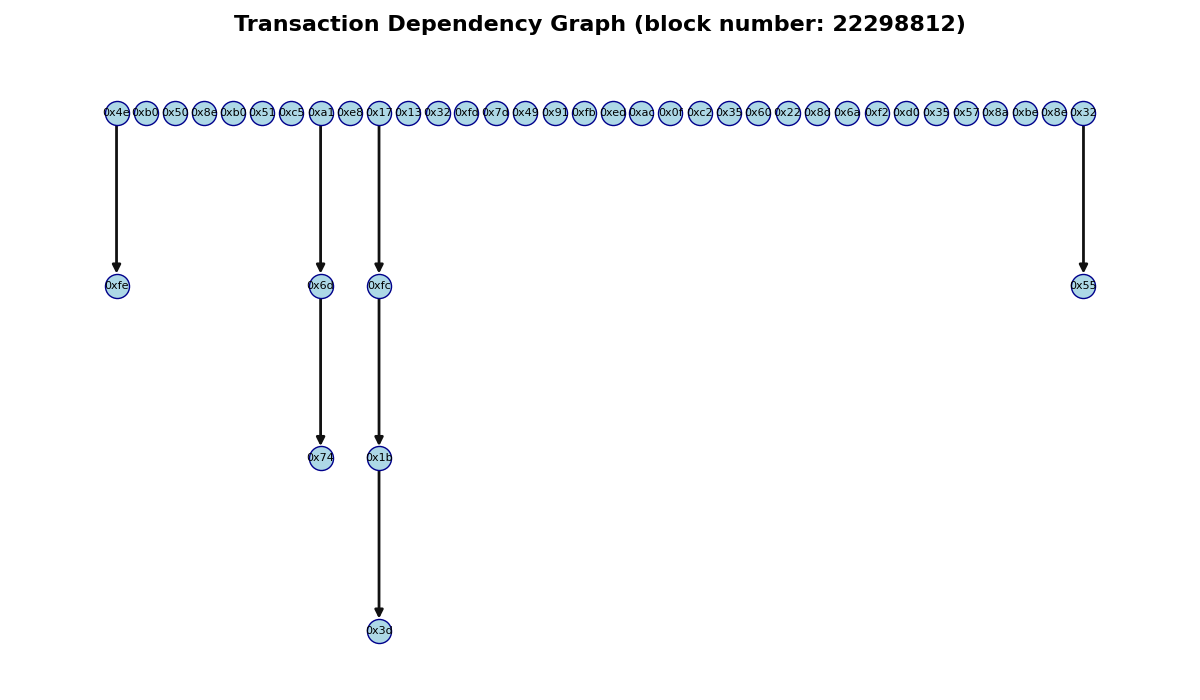 Transaction Dependency Graph (block number: 22298812)
0x4e 0xb0 0x50 0x8e 0xb0 0x51 0xc5 0xa1 0xe8 0x17 0x13 0x32 0xfd 0x7d 0x49 0x91 0xfb 0xed 0xac 0x0f 0xc2 0x35 0x60 0x22 0x8d 0x6a 0xf2 0xd0 0x35 0x57 0x8a 0xbe 0x8e 0x32
0xfe 0x6d 0xfc 0x55
0x74 0x1b
0x3d